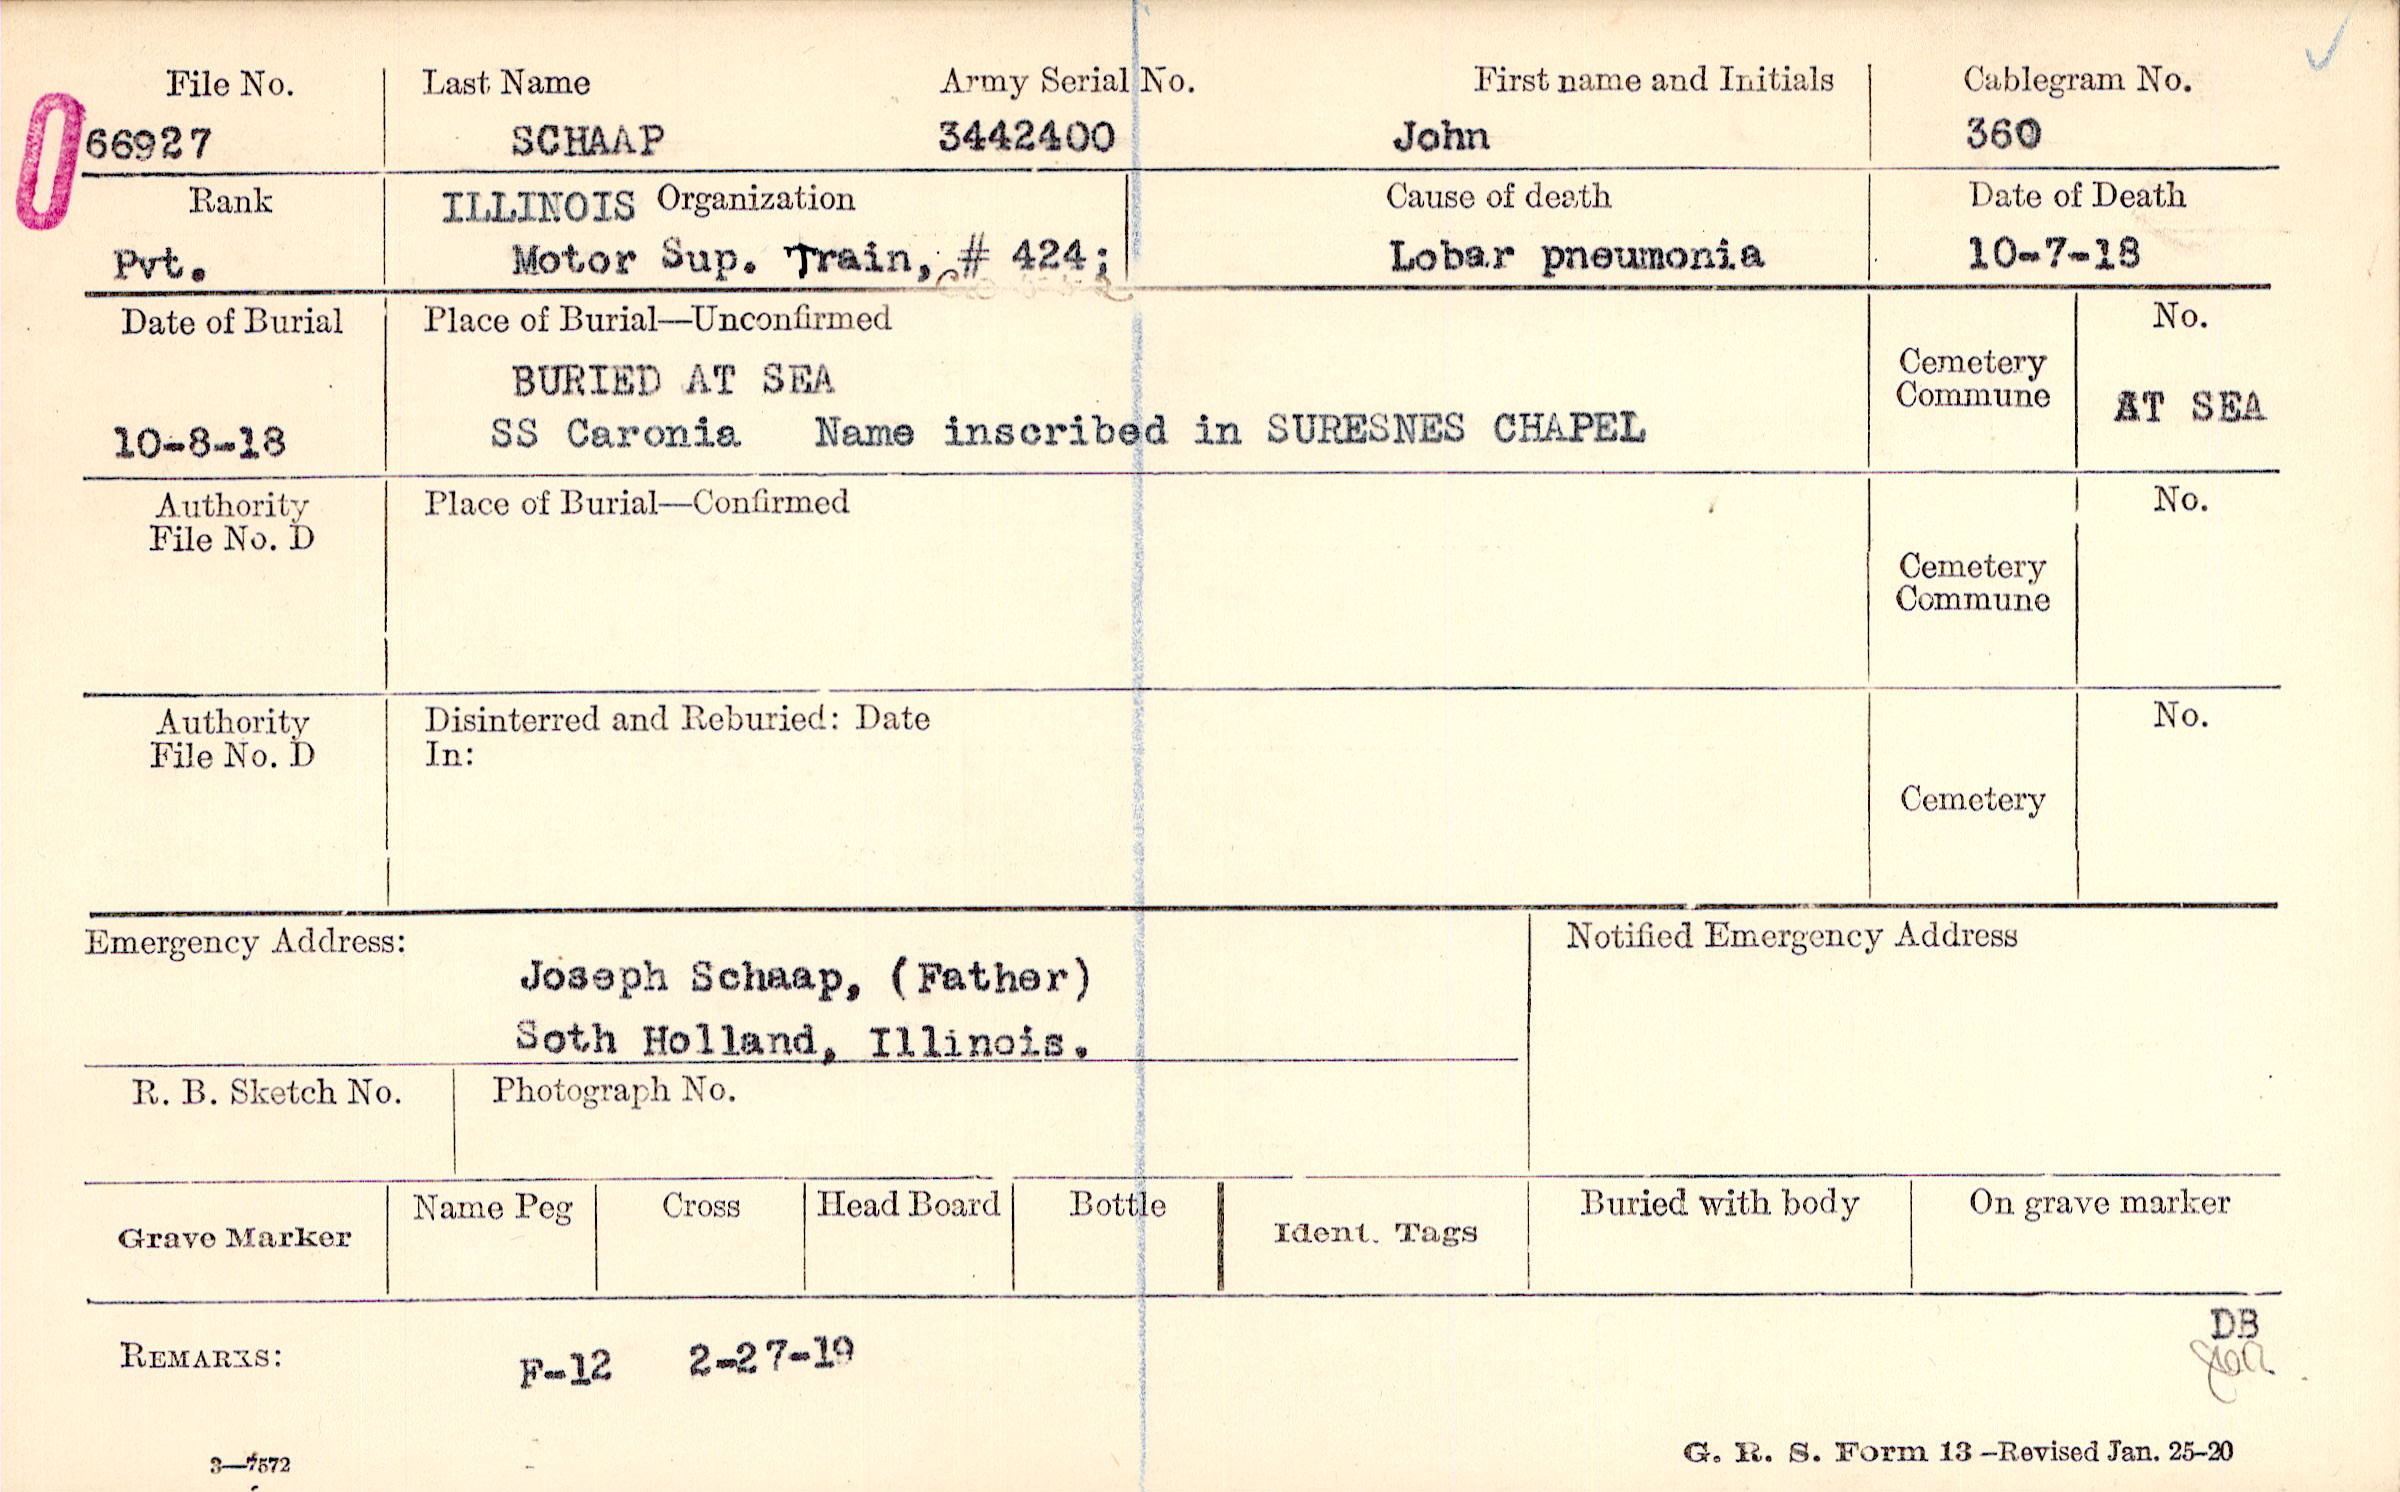 File No. Last Name Army Serial No. First name and Initials Cablegram No.
66927 SCHAAP 3442400 John 360
Rank ILLINOIS Organization Cause of death Date of Death
Pvt. Motor Sup. Train, # 424; Lobar pneumonia 10-7-18
Date of Burial Place of Burial—Unconfirmed No.
BURIED AT SEA Cemetery
Commune AT SEA
10-8-18 SS Caronia Name inscribed in SURESNES CHAPEL
Authority Place of Burial—Confirmed No.
File No. D
Cemetery
Commune
Authority Disinterred and Reburied: Date No.
File No. D In:
Cemetery
Emergency Address: Notified Emergency Address
Joseph Schaap, (Father)
Soth Holland, Illinois.
R. B. Sketch No. Photograph No.
Grave Marker Name Peg Cross Head Board Bottle Ident. Tags Buried with body On grave marker
DB
REMARKS: F-12 2-27-19
3—7572 G. R. S. Form 13—Revised Jan. 25-20